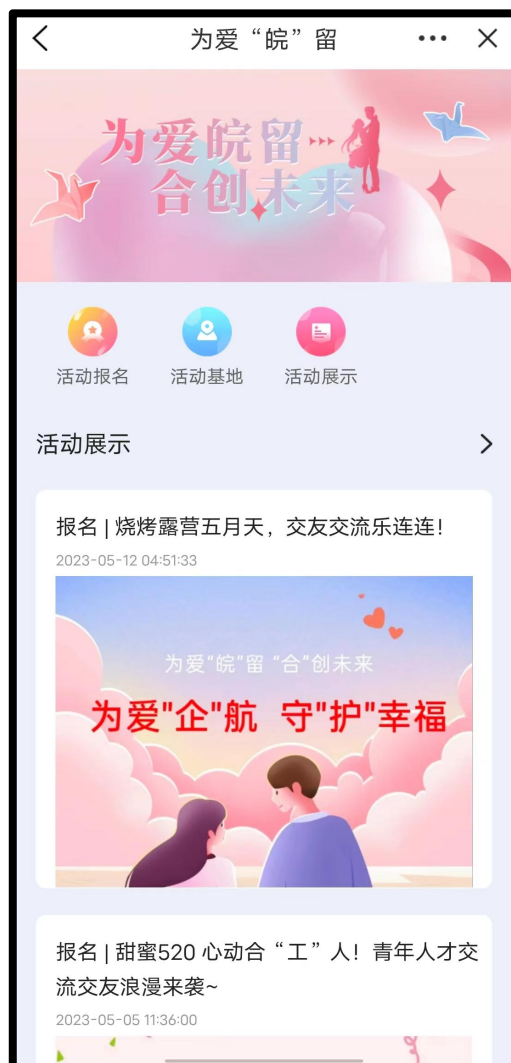 为爱“皖”留
为爱皖留
合创未来
活动报名
活动基地
活动展示
活动展示
报名 | 烧烤露营五月天，交友交流乐连连！
2023-05-12 04:51:33
为爱"皖"留 "合"创未来
为爱"企"航 守"护"幸福
报名 | 甜蜜520 心动合“工”人！青年人才交
流交友浪漫来袭~
2023-05-05 11:36:00